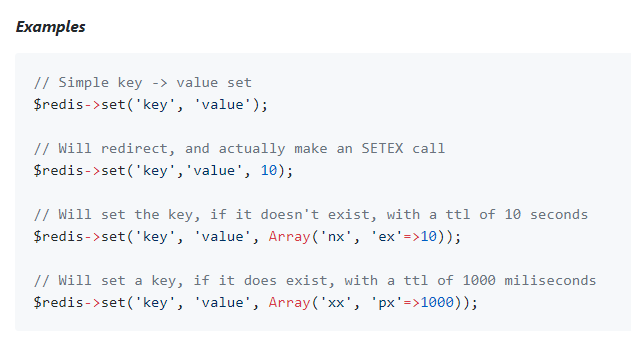 Examples
// Simple key -> value set
$redis->set('key', 'value');
// Will redirect, and actually make an SETEX call
$redis->set('key','value', 10);
// Will set the key, if it doesn't exist, with a ttl of 10 seconds
$redis->set('key', 'value', Array('nx', 'ex'=>10));
// Will set a key, if it does exist, with a ttl of 1000 miliseconds
$redis->set('key', 'value', Array('xx', 'px'=>1000));